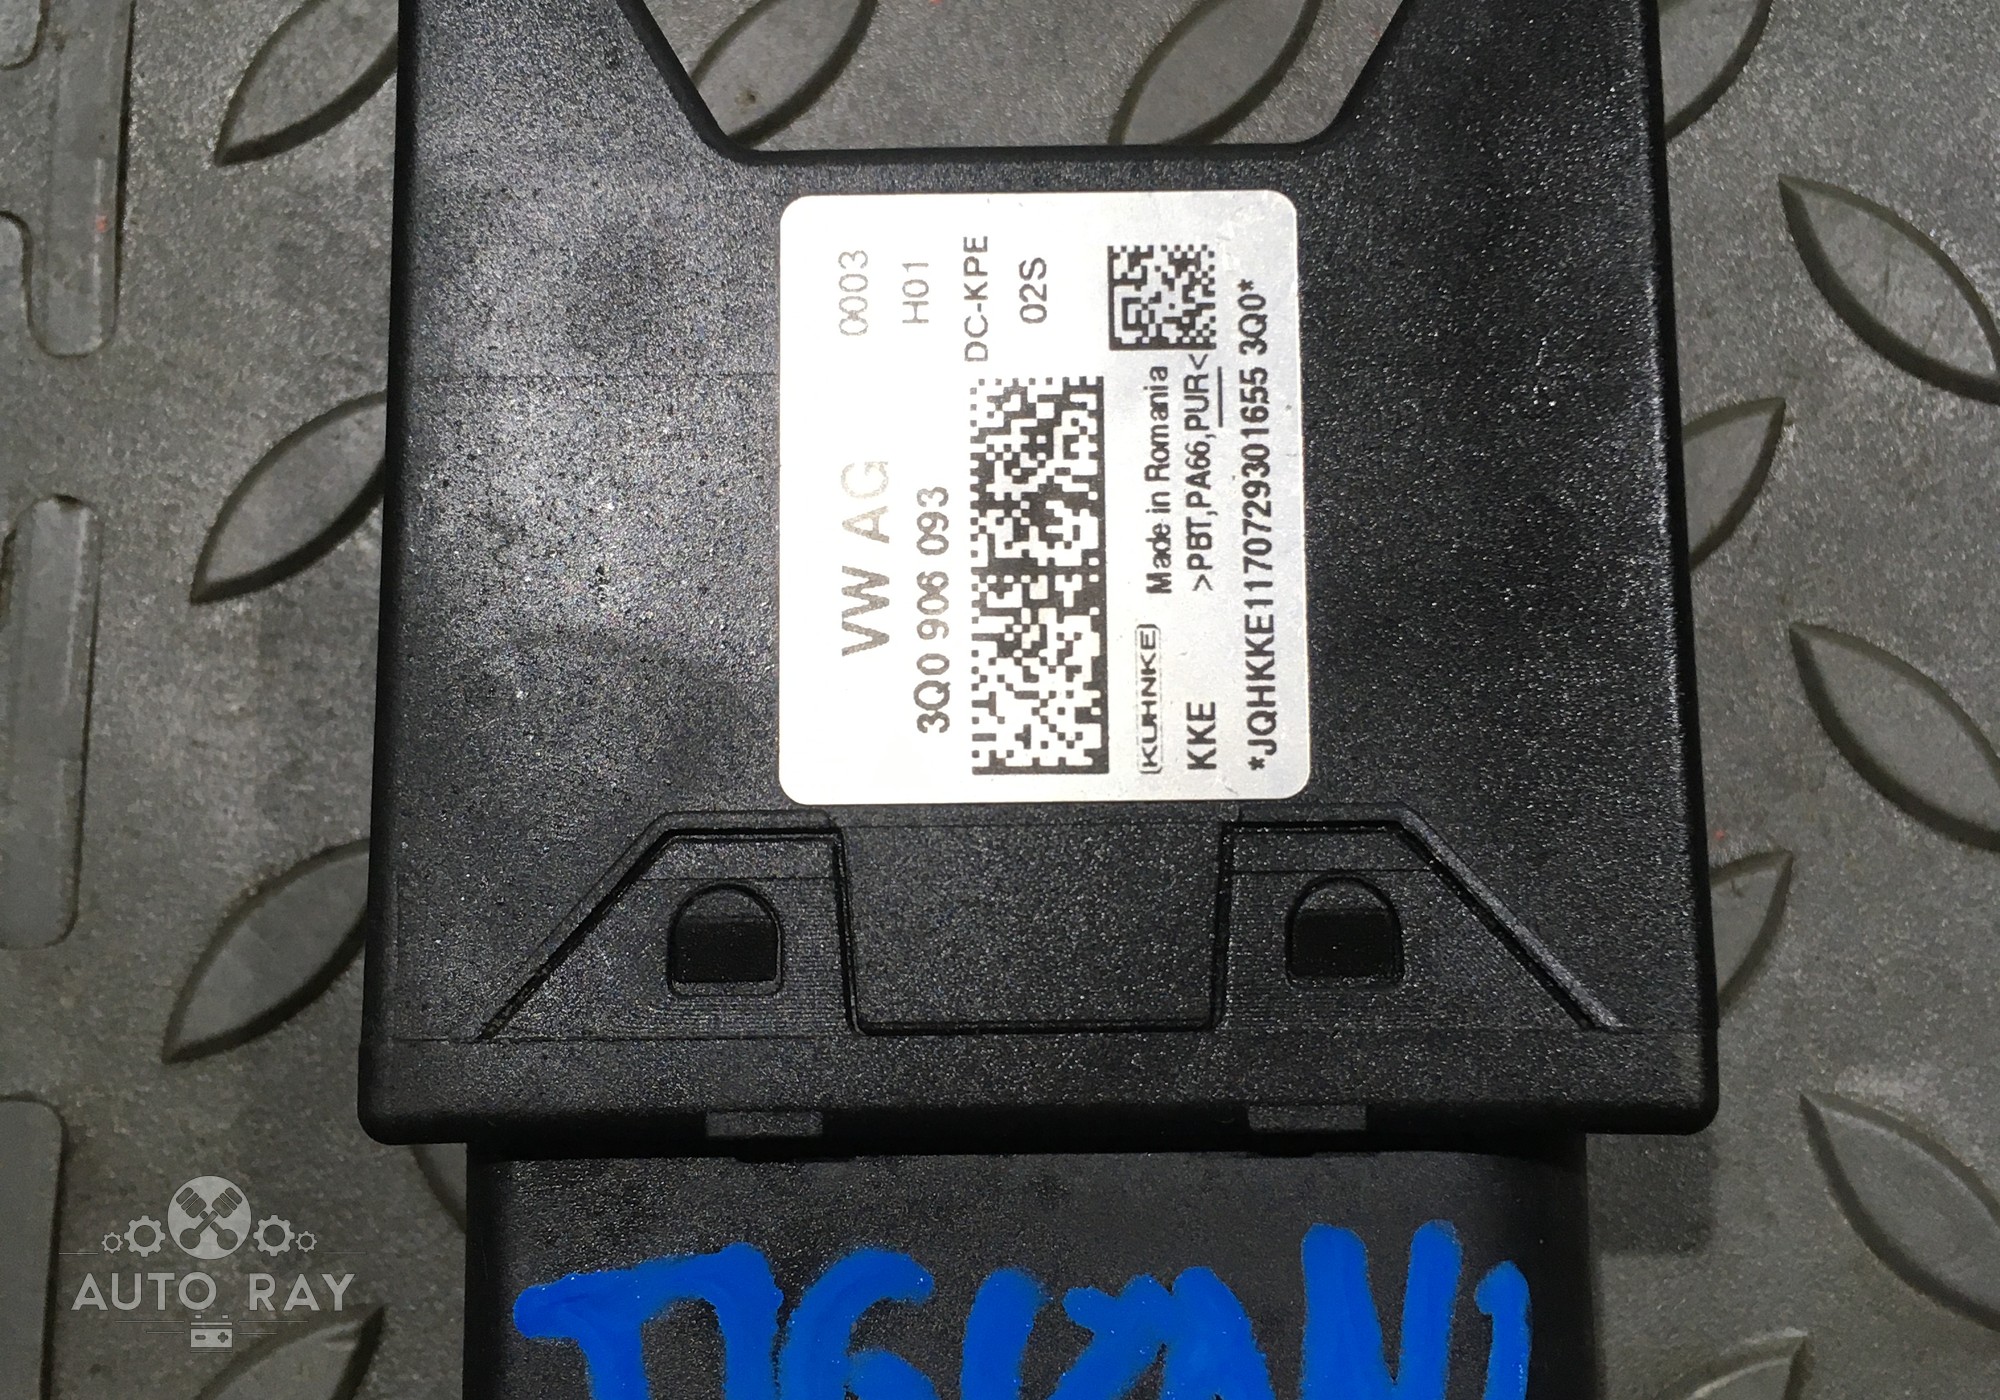 VW AG 0003
3Q0 906 093 H01
DC-KPE
02S
KUHNKE Made in Romania
KKE >PBT,PA66,PUR<
*JQHKKE11707293016553Q0*
AUTO RAY